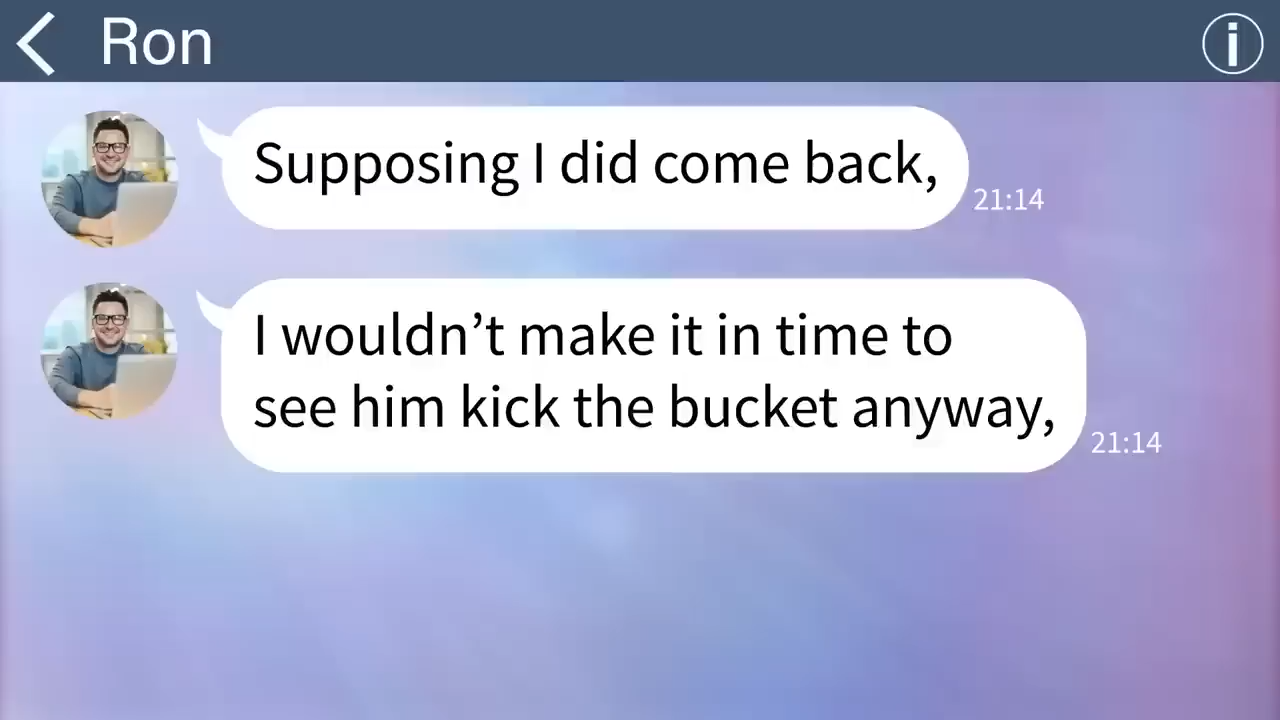 Ron
Supposing I did come back,
21:14
I wouldn’t make it in time to
see him kick the bucket anyway,
21:14